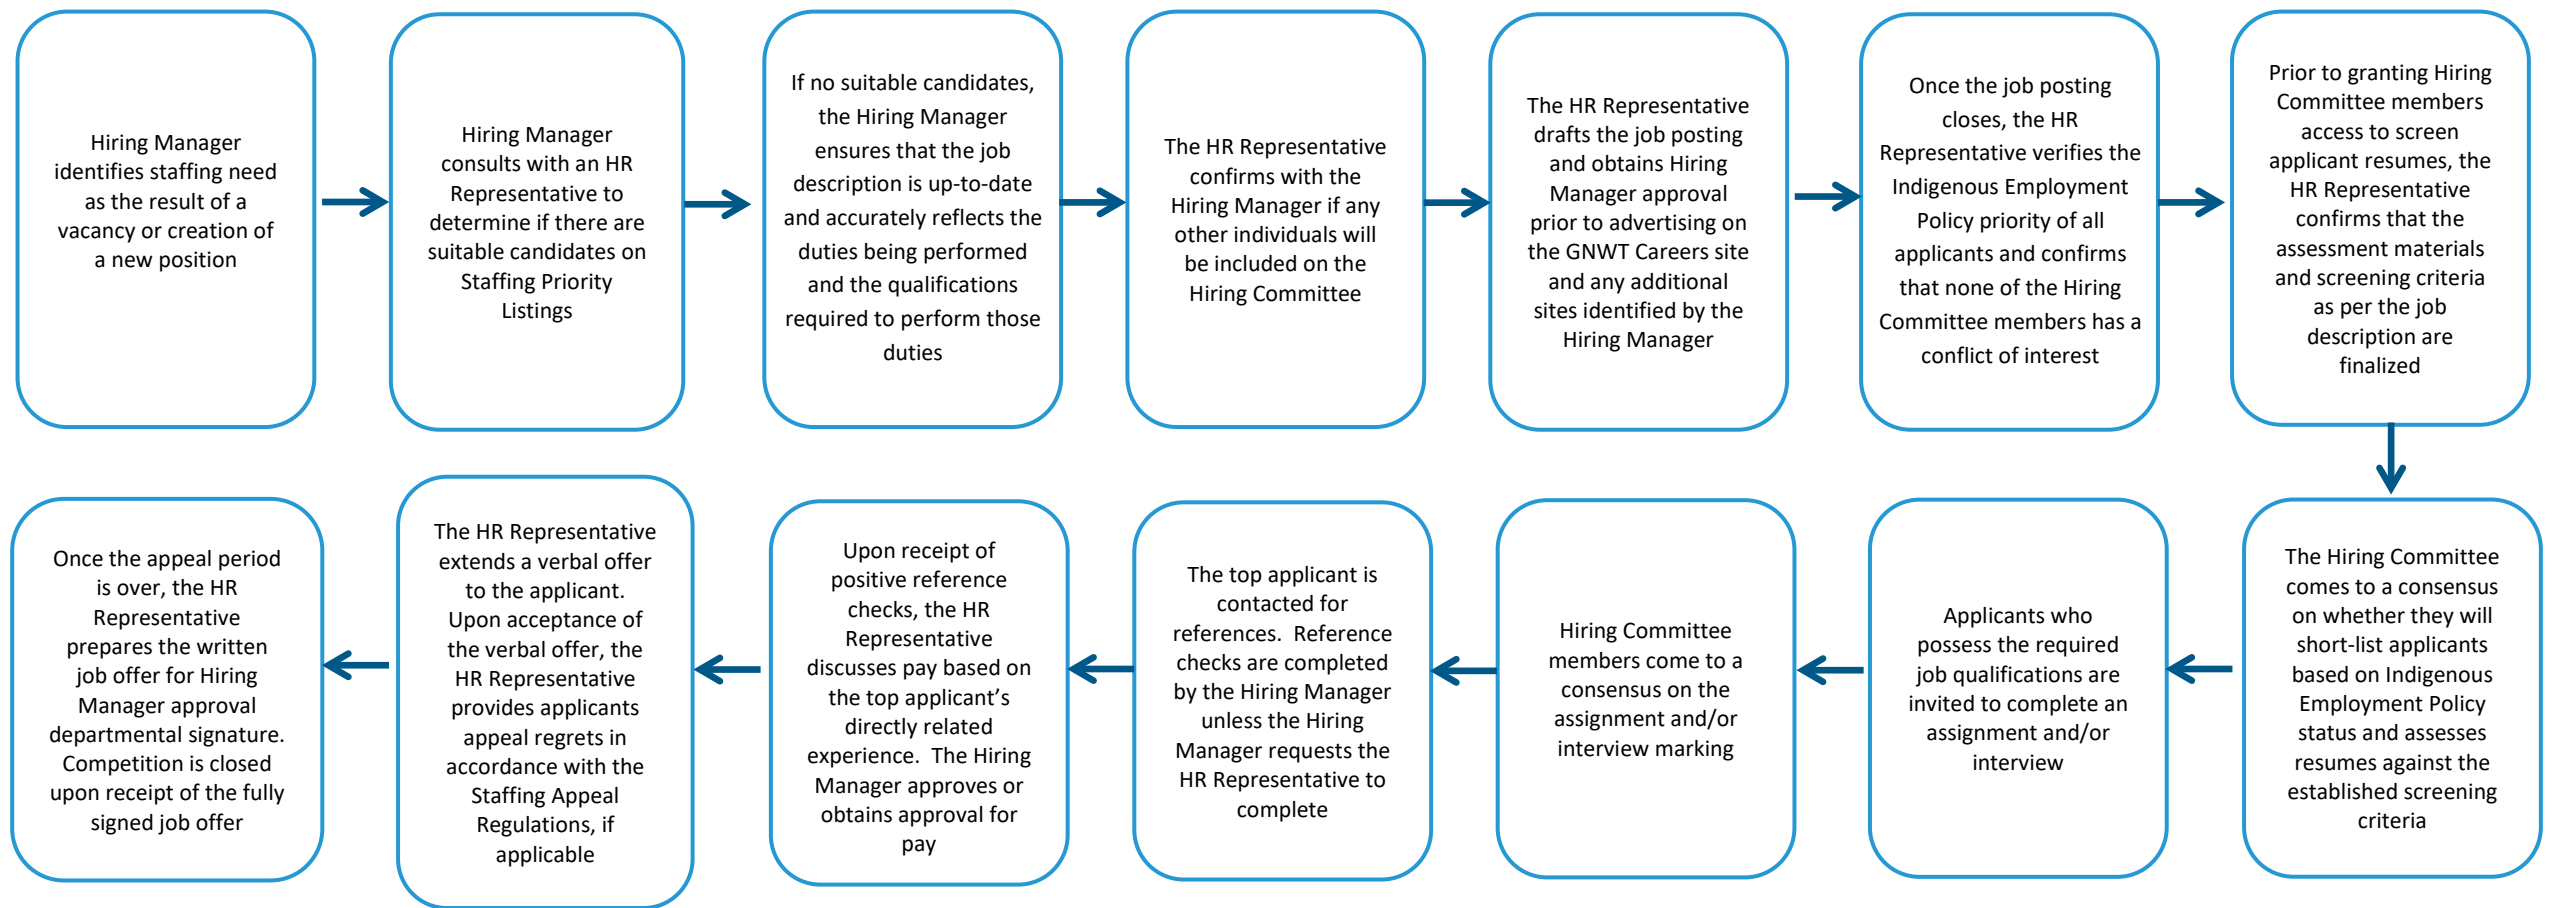 Hiring Manager
identifies staffing need
as the result of a
vacancy or creation of
a new position
Hiring Manager
consults with an HR
Representative to
determine if there are
suitable candidates on
Staffing Priority
Listings
If no suitable candidates,
the Hiring Manager
ensures that the job
description is up-to-date
and accurately reflects the
duties being performed
and the qualifications
required to perform those
duties
The HR Representative
confirms with the
Hiring Manager if any
other individuals will
be included on the
Hiring Committee
The HR Representative
drafts the job posting
and obtains Hiring
Manager approval
prior to advertising on
the GNWT Careers site
and any additional
sites identified by the
Hiring Manager
Once the job posting
closes, the HR
Representative verifies the
Indigenous Employment
Policy priority of all
applicants and confirms
that none of the Hiring
Committee members has a
conflict of interest
Prior to granting Hiring
Committee members
access to screen
applicant resumes, the
HR Representative
confirms that the
assessment materials
and screening criteria
as per the job
description are
finalized
The Hiring Committee
comes to a consensus
on whether they will
short-list applicants
based on Indigenous
Employment Policy
status and assesses
resumes against the
established screening
criteria
Applicants who
possess the required
job qualifications are
invited to complete an
assignment and/or
interview
Hiring Committee
members come to a
consensus on the
assignment and/or
interview marking
The top applicant is
contacted for
references.  Reference
checks are completed
by the Hiring Manager
unless the Hiring
Manager requests the
HR Representative to
complete
Upon receipt of
positive reference
checks, the HR
Representative
discusses pay based on
the top applicant’s
directly related
experience.  The Hiring
Manager approves or
obtains approval for
pay
The HR Representative
extends a verbal offer
to the applicant.
Upon acceptance of
the verbal offer, the
HR Representative
provides applicants
appeal regrets in
accordance with the
Staffing Appeal
Regulations, if
applicable
Once the appeal period
is over, the HR
Representative
prepares the written
job offer for Hiring
Manager approval
departmental signature.
Competition is closed
upon receipt of the fully
signed job offer